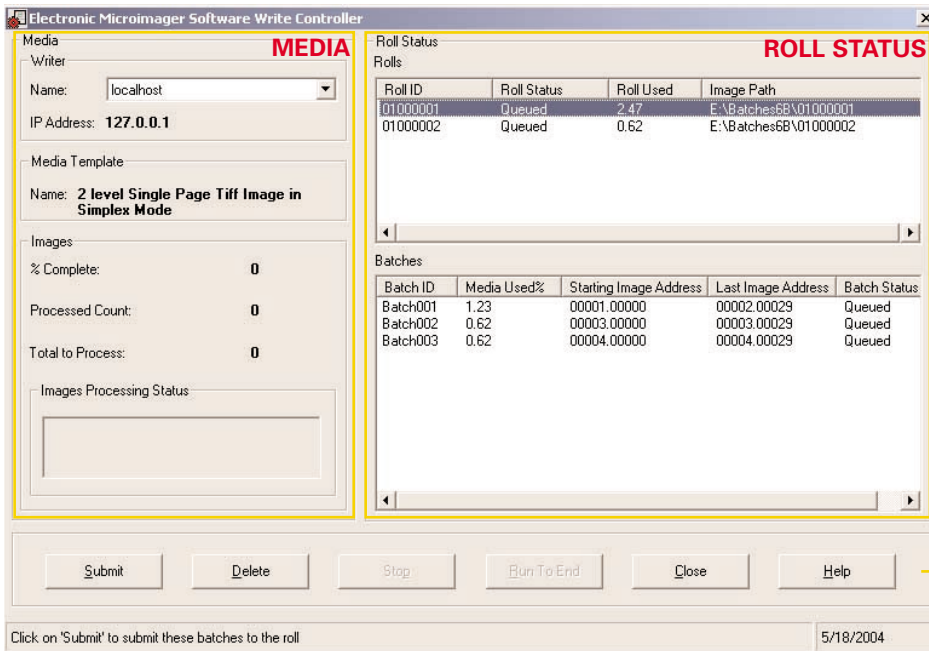 Electronic Microimager Software Write Controller
Media
MEDIA
Writer
Name: localhost
IP Address: 127.0.0.1
Media Template
Name: 2 level Single Page Tiff Image in
Simplex Mode
Images
% Complete: 0
Processed Count: 0
Total to Process: 0
Images Processing Status
Roll Status
ROLL STATUS
Rolls
Roll ID Roll Status Roll Used Image Path
01000001 Queued 2.47 E:\Batches6B\01000001
01000002 Queued 0.62 E:\Batches6B\01000002
Batches
Batch ID Media Used% Starting Image Address Last Image Address Batch Status
Batch001 1.23 00001.00000 00002.00029 Queued
Batch002 0.62 00003.00000 00003.00029 Queued
Batch003 0.62 00004.00000 00004.00029 Queued
Submit Delete Stop Run To End Close Help
Click on 'Submit' to submit these batches to the roll 5/18/2004